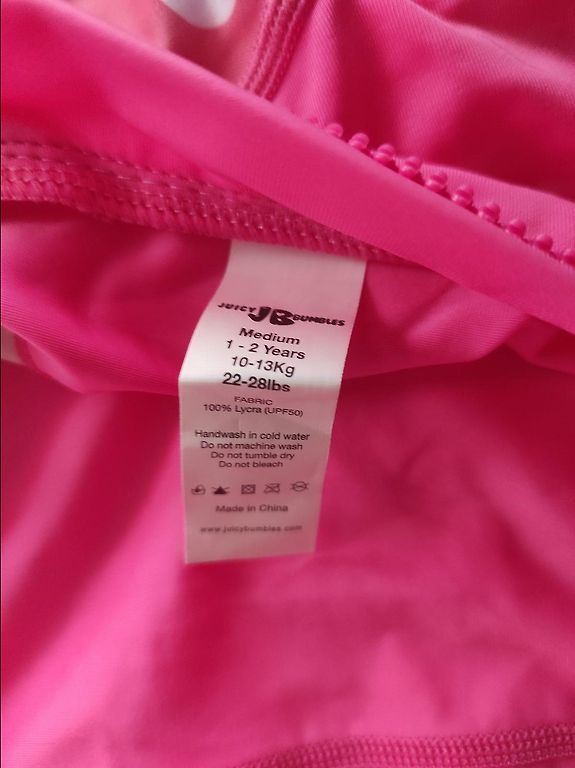 JUICY JB BUMBLES
Medium
1 - 2 Years
10-13Kg
22-28lbs
FABRIC
100% Lycra (UPF50)
Handwash in cold water
Do not machine wash
Do not tumble dry
Do not bleach
Made in China
www.juicybumbles.com